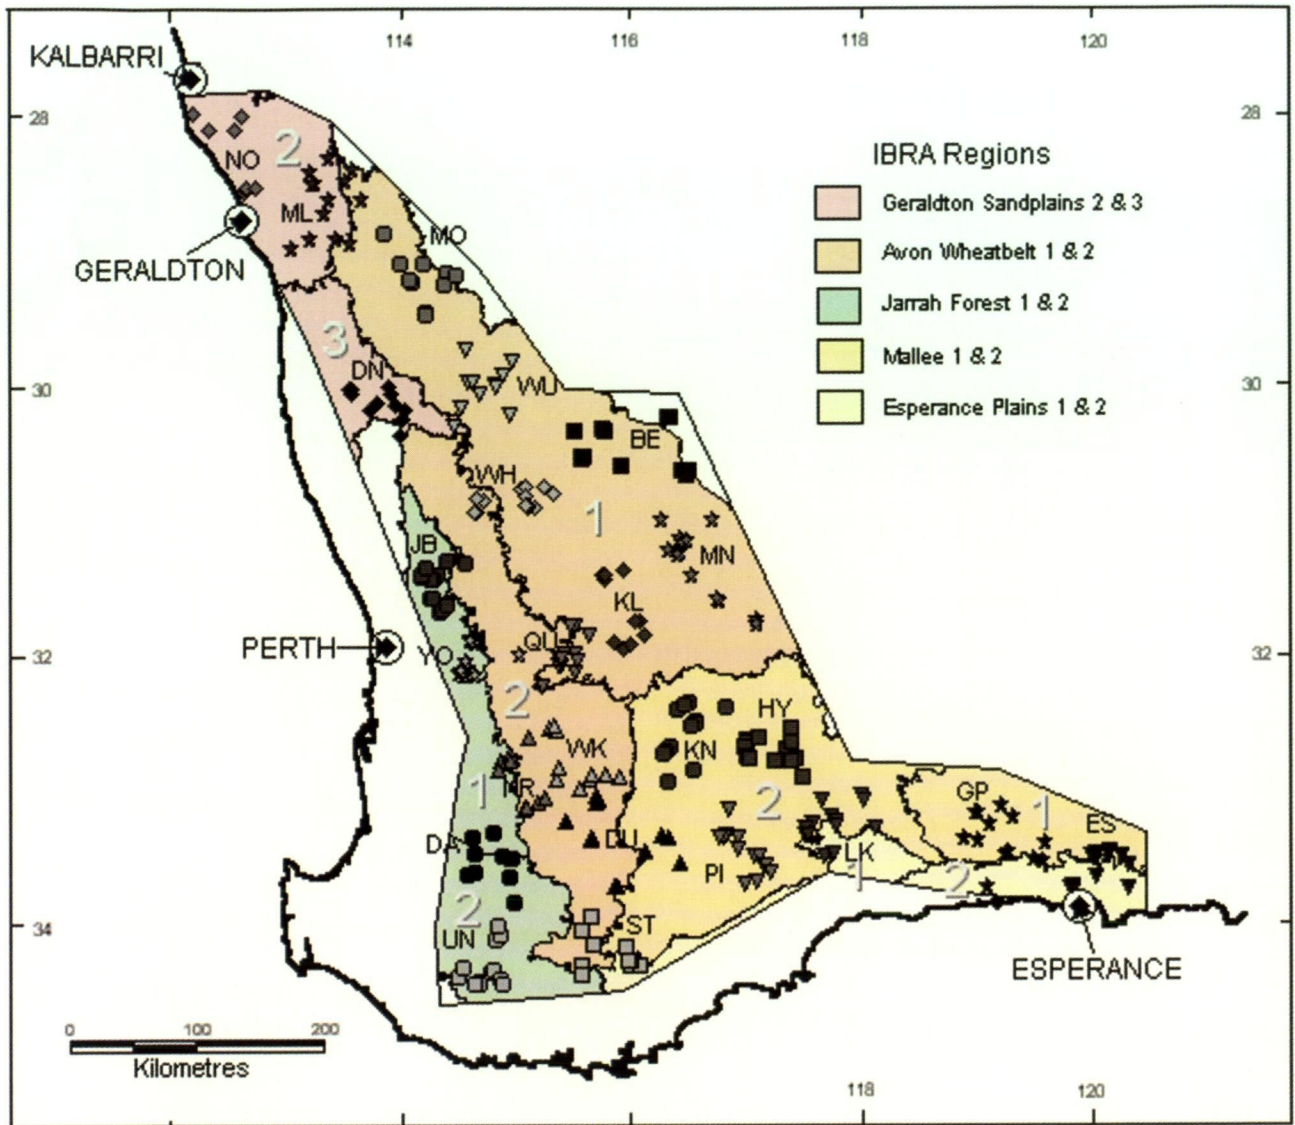 114 116 118 120
KALBARRI
28 28
2
IBRA Regions
NO
Geraldton Sandplains 2 & 3
ML
MO
Avon Wheatbelt 1 & 2
GERALDTON
Jarrah Forest 1 & 2
3
Mallee 1 & 2
DN
30 WU 30
Esperance Plains 1 & 2
BE
WH
1
JB
MN
KL
PERTH
QU
YO
32 32
2
HY
WK
KN
1 NR
2
GP 1
ES
DA DU
LK
PI
1 2
2
UN ST
34
ESPERANCE
0 100 200
Kilometres
118 120